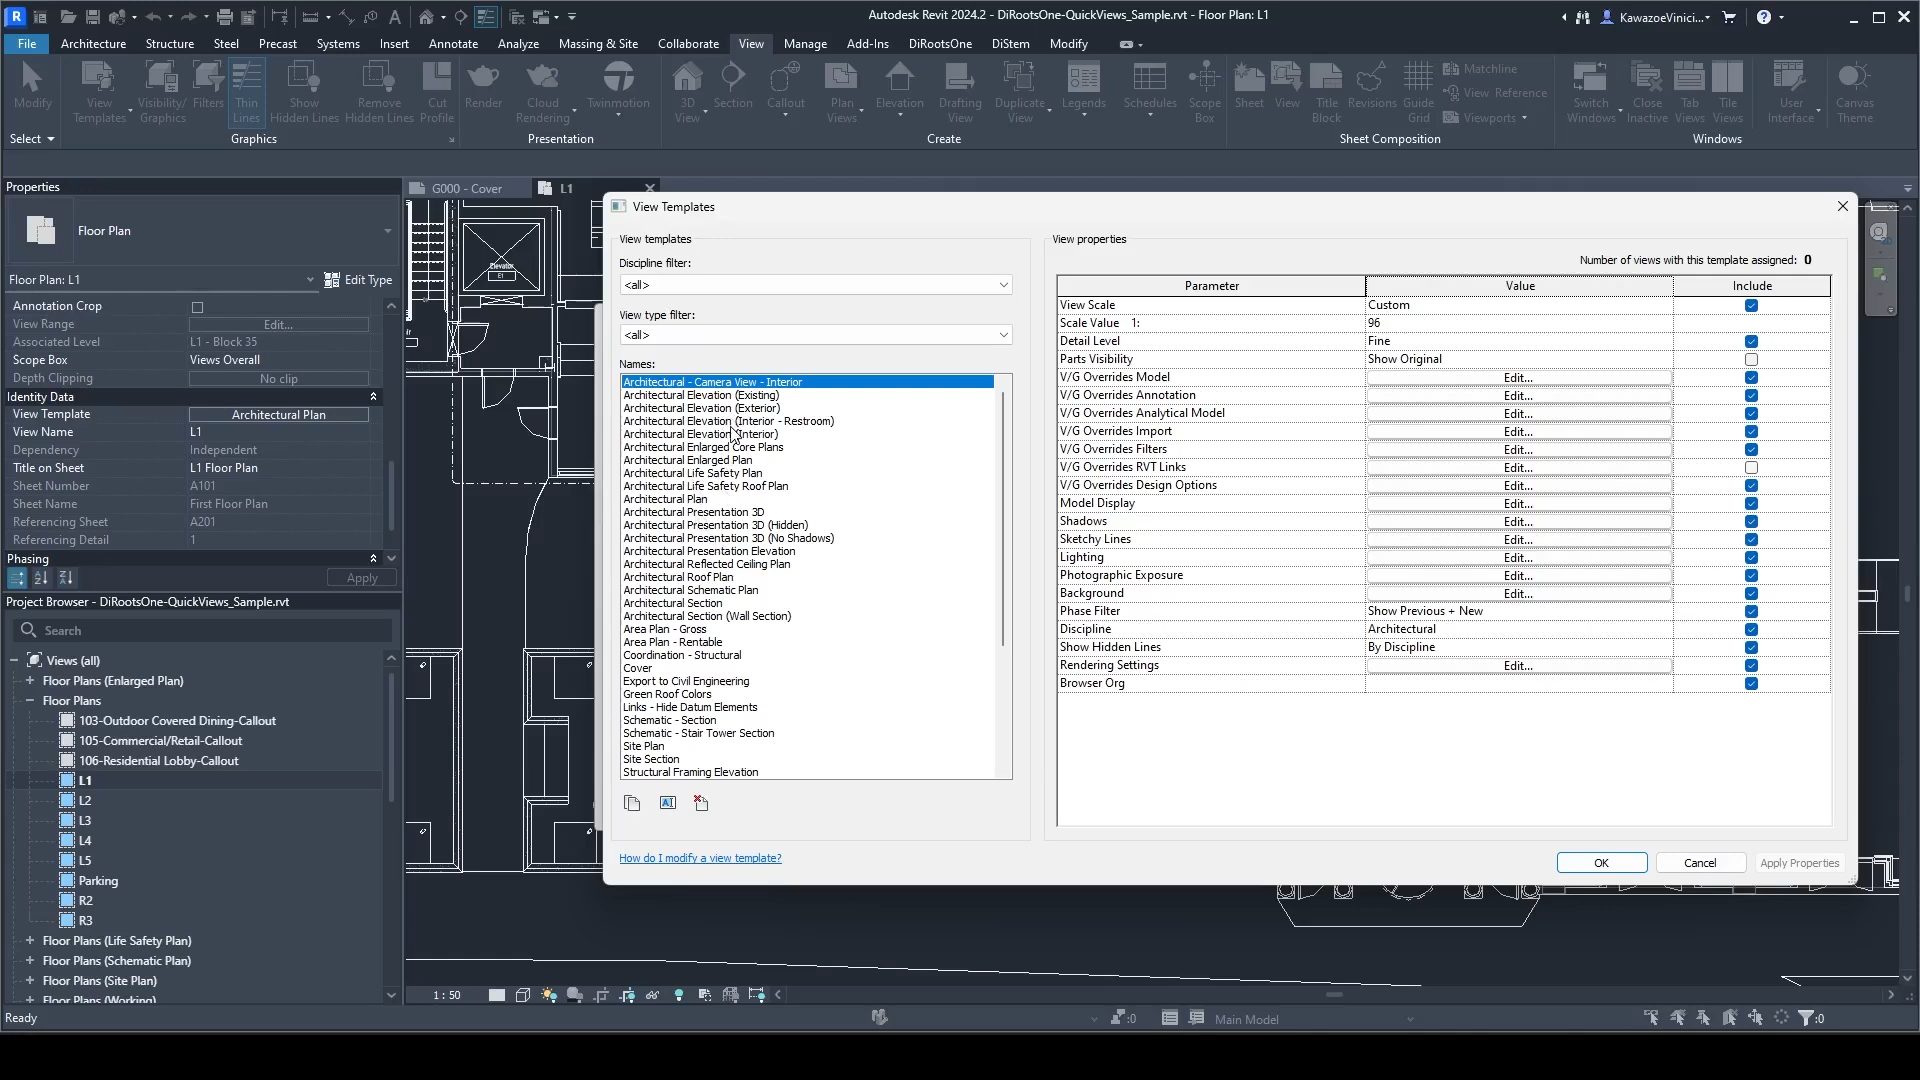 Autodesk Revit 2024.2 - DiRootsOne-QuickViews_Sample.rvt - Floor Plan: L1
KawazoeVinici...
File Architecture Structure Steel Precast Systems Insert Annotate Analyze Massing & Site Collaborate View Manage Add-Ins DiRootsOne DiStem Modify
Modify
View Templates
Visibility/ Graphics
Filters
Thin Lines
Show Hidden Lines
Remove Hidden Lines
Cut Profile
Render
Cloud Rendering
Twinmotion
3D View
Section
Callout
Plan Views
Elevation
Drafting View
Duplicate View
Legends
Schedules
Scope Box
Sheet
View
Title Block
Revisions
Guide Grid
Matchline
View Reference
Viewports
Switch Windows
Close Inactive
Tab Views
Tile Views
User Interface
Canvas Theme
Select
Graphics
Presentation
Create
Sheet Composition
Windows
Properties
Floor Plan
Floor Plan: L1
Edit Type
Annotation Crop
View Range Edit...
Associated Level L1 - Block 35
Scope Box Views Overall
Depth Clipping No clip
Identity Data
View Template Architectural Plan
View Name L1
Dependency Independent
Title on Sheet L1 Floor Plan
Sheet Number A101
Sheet Name First Floor Plan
Referencing Sheet A201
Referencing Detail 1
Phasing
Apply
Project Browser - DiRootsOne-QuickViews_Sample.rvt
Search
Views (all)
Floor Plans (Enlarged Plan)
Floor Plans
103-Outdoor Covered Dining-Callout
105-Commercial/Retail-Callout
106-Residential Lobby-Callout
L1
L2
L3
L4
L5
Parking
R2
R3
Floor Plans (Life Safety Plan)
Floor Plans (Schematic Plan)
Floor Plans (Site Plan)
Floor Plans (Working)
G000 - Cover
L1
Elevator
E1
View Templates
View templates
Discipline filter:
<all>
View type filter:
<all>
Names:
Architectural - Camera View - Interior
Architectural Elevation (Existing)
Architectural Elevation (Exterior)
Architectural Elevation (Interior - Restroom)
Architectural Elevation (Interior)
Architectural Enlarged Core Plans
Architectural Enlarged Plan
Architectural Life Safety Plan
Architectural Life Safety Roof Plan
Architectural Plan
Architectural Presentation 3D
Architectural Presentation 3D (Hidden)
Architectural Presentation 3D (No Shadows)
Architectural Presentation Elevation
Architectural Reflected Ceiling Plan
Architectural Roof Plan
Architectural Schematic Plan
Architectural Section
Architectural Section (Wall Section)
Area Plan - Gross
Area Plan - Rentable
Coordination - Structural
Cover
Export to Civil Engineering
Green Roof Colors
Links - Hide Datum Elements
Schematic - Section
Schematic - Stair Tower Section
Site Plan
Site Section
Structural Framing Elevation
How do I modify a view template?
View properties
Number of views with this template assigned: 0
Parameter Value Include
View Scale Custom
Scale Value 1: 96
Detail Level Fine
Parts Visibility Show Original
V/G Overrides Model Edit...
V/G Overrides Annotation Edit...
V/G Overrides Analytical Model Edit...
V/G Overrides Import Edit...
V/G Overrides Filters Edit...
V/G Overrides RVT Links Edit...
V/G Overrides Design Options Edit...
Model Display Edit...
Shadows Edit...
Sketchy Lines Edit...
Lighting Edit...
Photographic Exposure Edit...
Background Edit...
Phase Filter Show Previous + New
Discipline Architectural
Show Hidden Lines By Discipline
Rendering Settings Edit...
Browser Org
OK Cancel Apply Properties
1 : 50
Ready
:0
Main Model
:0